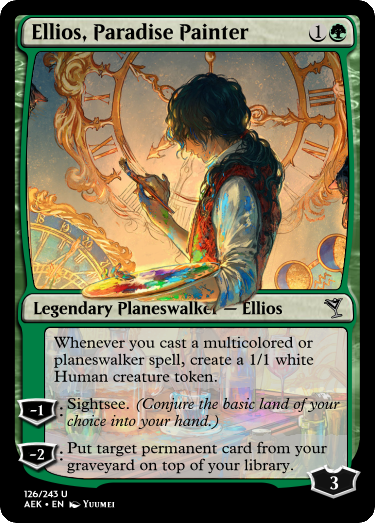 Ellios, Paradise Painter 1
Legendary Planeswalker — Ellios
Whenever you cast a multicolored or
planeswalker spell, create a 1/1 white
Human creature token.
-1: Sightsee. (Conjure the basic land of your
choice into your hand.)
-2: Put target permanent card from your
graveyard on top of your library.
3
126/243 U
AEK • EN Yuumei